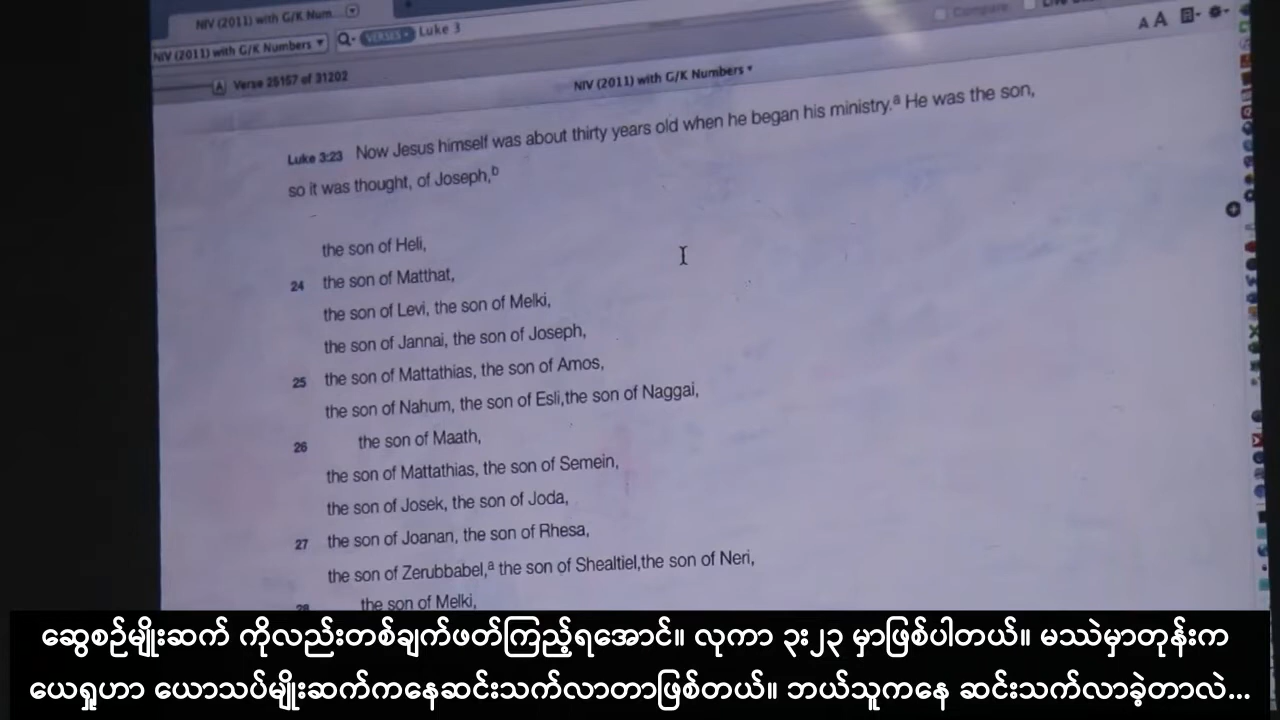 NIV (2011) with G/K Num...
NIV (2011) with G/K Numbers
VERSES Luke 3
Compare
A Verse 25157 of 31202
NIV (2011) with G/K Numbers
A A
Luke 3:23 Now Jesus himself was about thirty years old when he began his ministry.ᵃ He was the son,
so it was thought, of Joseph,ᵇ
the son of Heli,
24 the son of Matthat,
the son of Levi, the son of Melki,
the son of Jannai, the son of Joseph,
25 the son of Mattathias, the son of Amos,
the son of Nahum, the son of Esli,the son of Naggai,
26 the son of Maath,
the son of Mattathias, the son of Semein,
the son of Josek, the son of Joda,
27 the son of Joanan, the son of Rhesa,
the son of Zerubbabel,ᵃ the son of Shealtiel,the son of Neri,
28 the son of Melki,
ဆွေစဉ်မျိုးဆက် ကိုလည်းတစ်ချက်ဖတ်ကြည့်ရအောင်။ လုကာ ၃း၂၃ မှာဖြစ်ပါတယ်။ မဿဲမှာတုန်းက
ယေရှုဟာ ယောသပ်မျိုးဆက်ကနေဆင်းသက်လာတာဖြစ်တယ်။ ဘယ်သူကနေ ဆင်းသက်လာခဲ့တာလဲ...